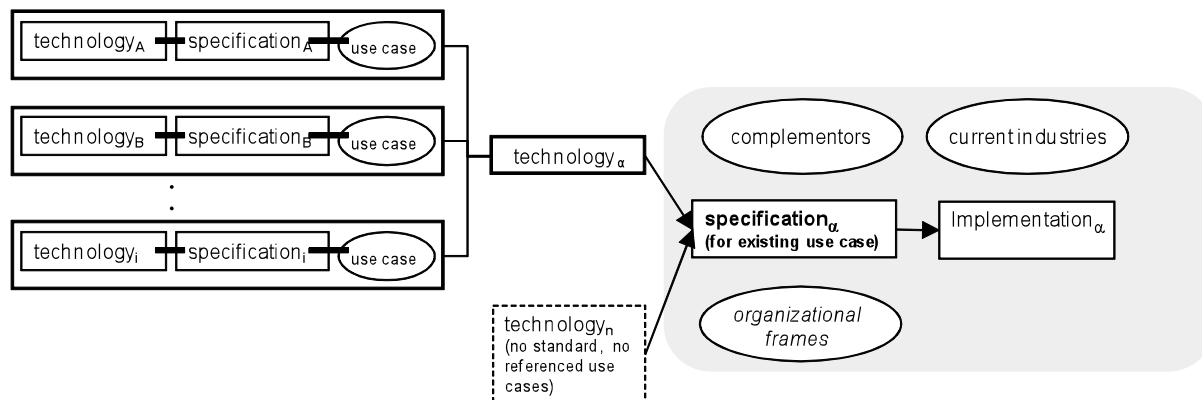 technologyA specificationA use case
technologyB specificationB use case
technologyi specificationi use case
technologyα
technologyn
(no standard, no
referenced use
cases)
complementors
current industries
specificationα
(for existing use case)
Implementationα
organizational
frames